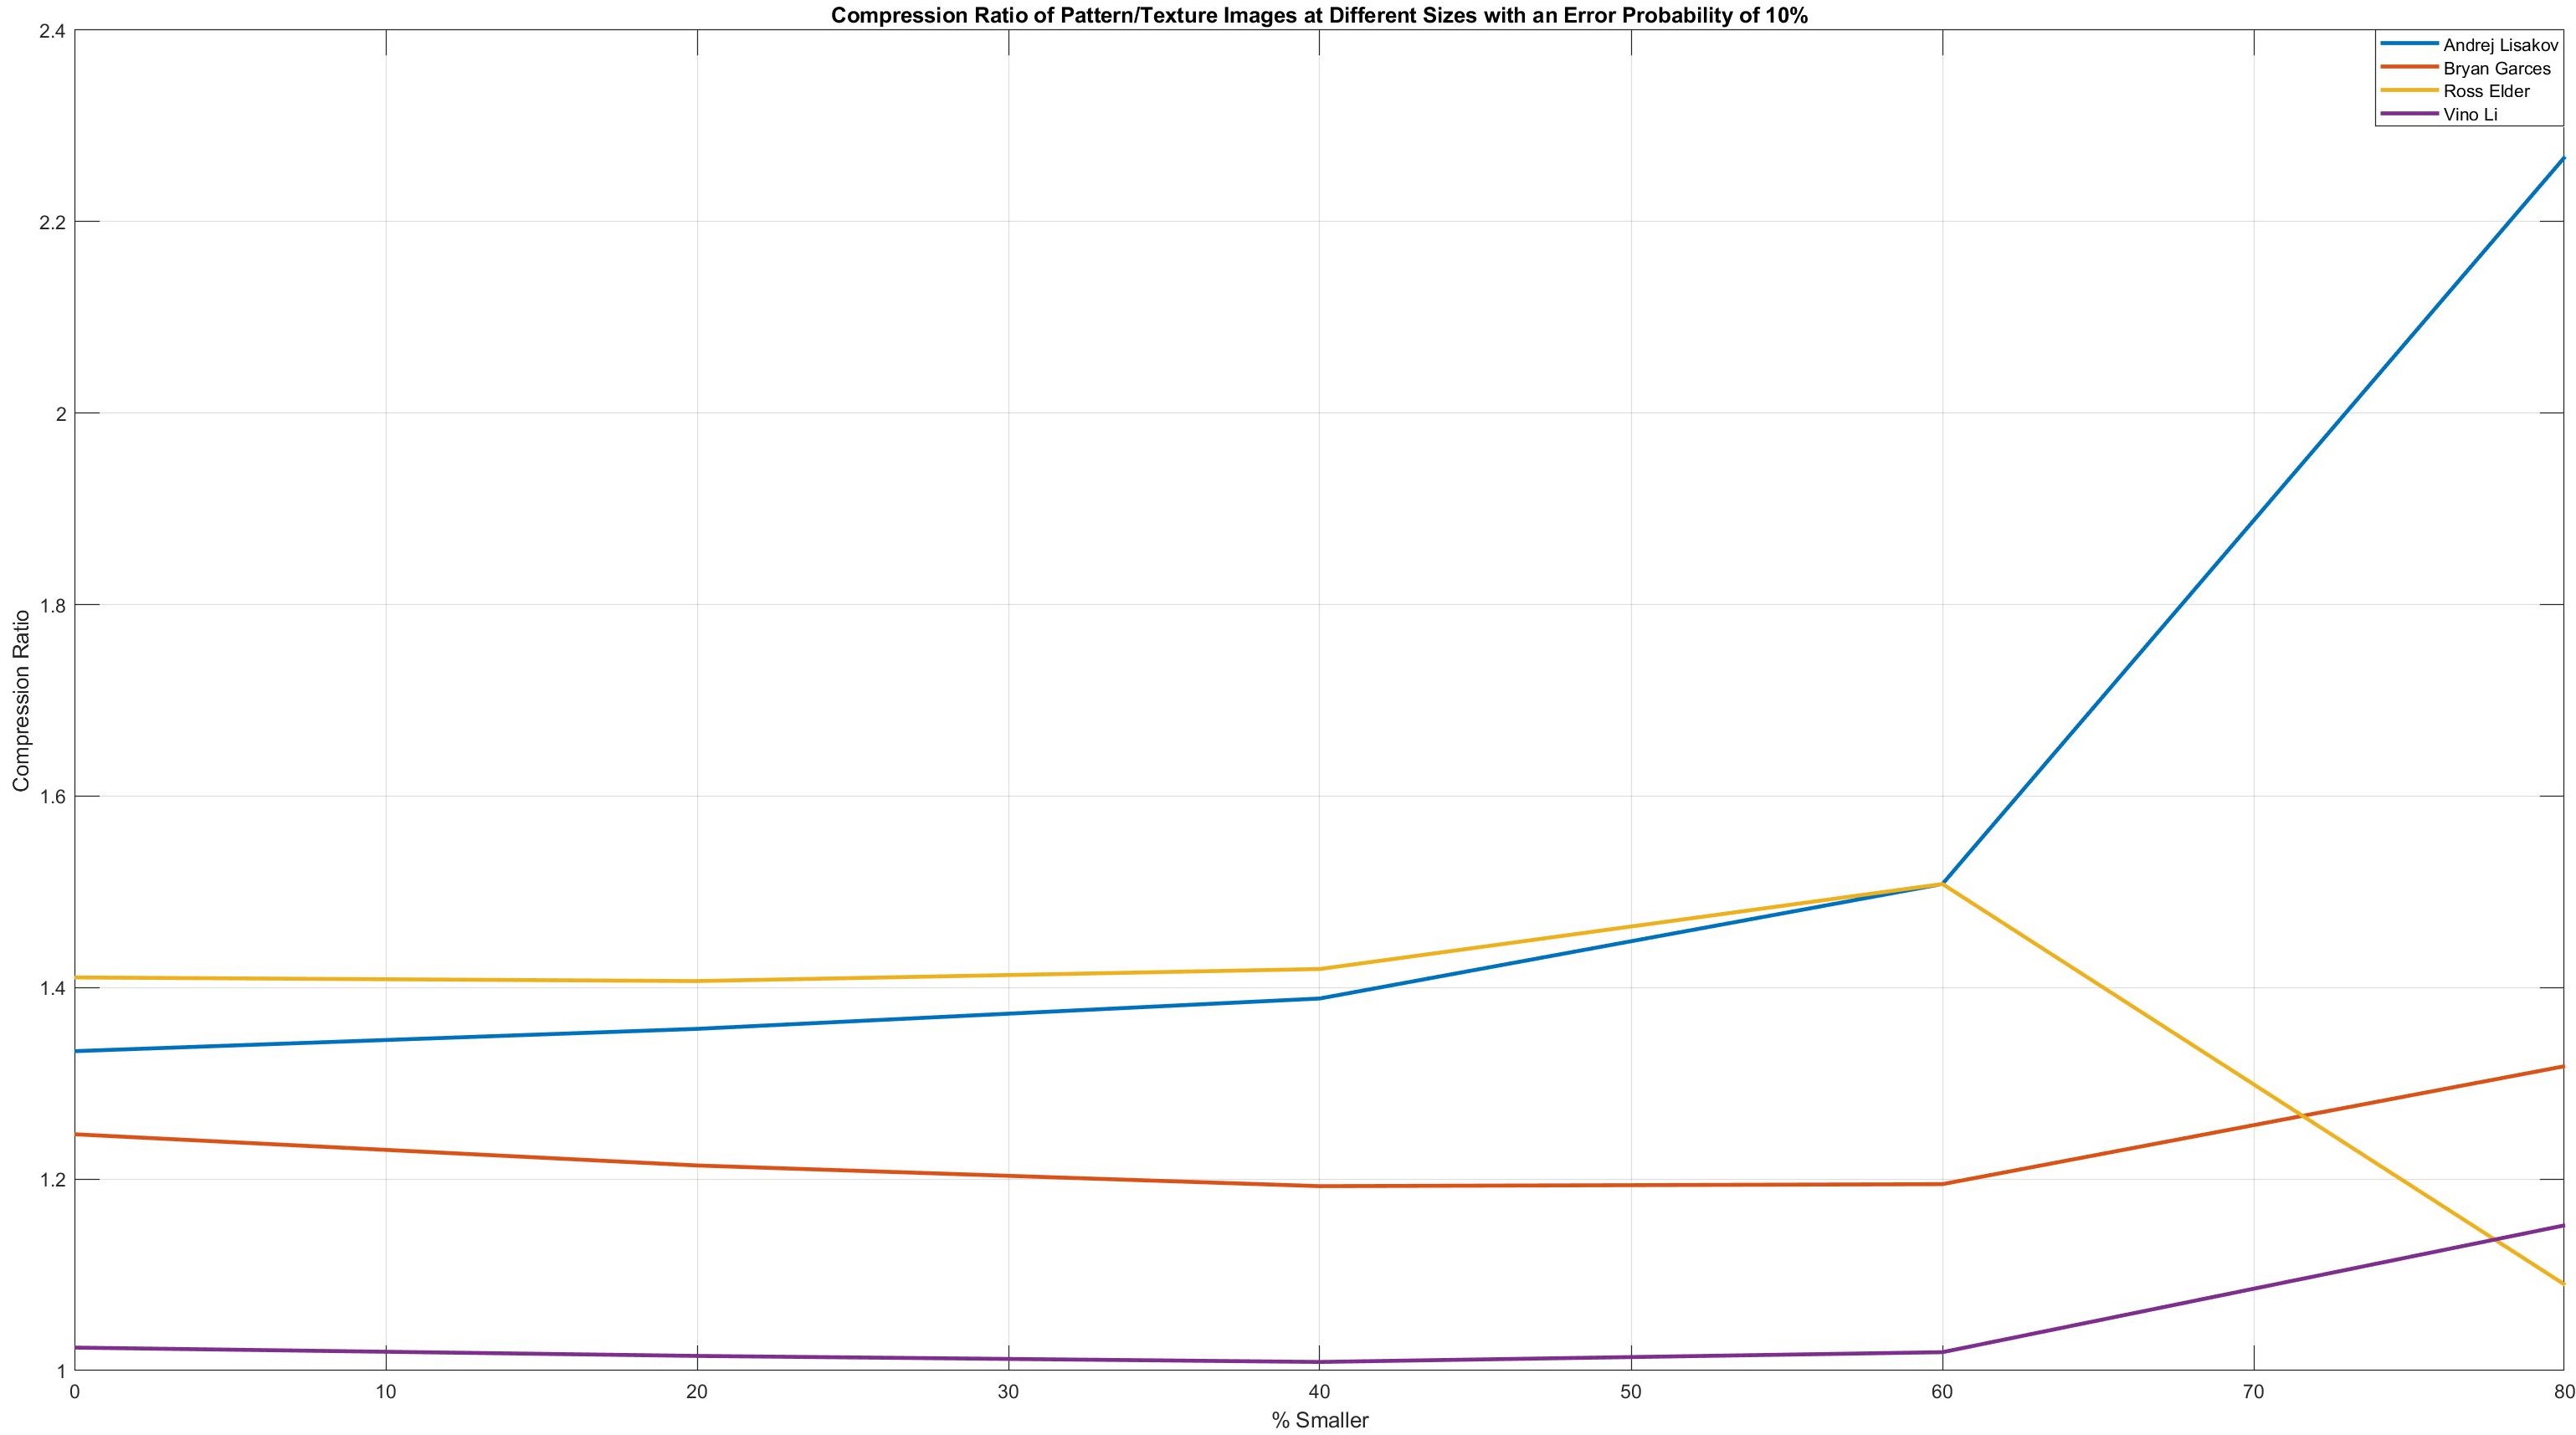 Compression Ratio of Pattern/Texture Images at Different Sizes with an Error Probability of 10%
Andrej Lisakov
Bryan Garces
Ross Elder
Vino Li
Compression Ratio
2.4
2.2
2
1.8
1.6
1.4
1.2
1
0 10 20 30 40 50 60 70 80
% Smaller